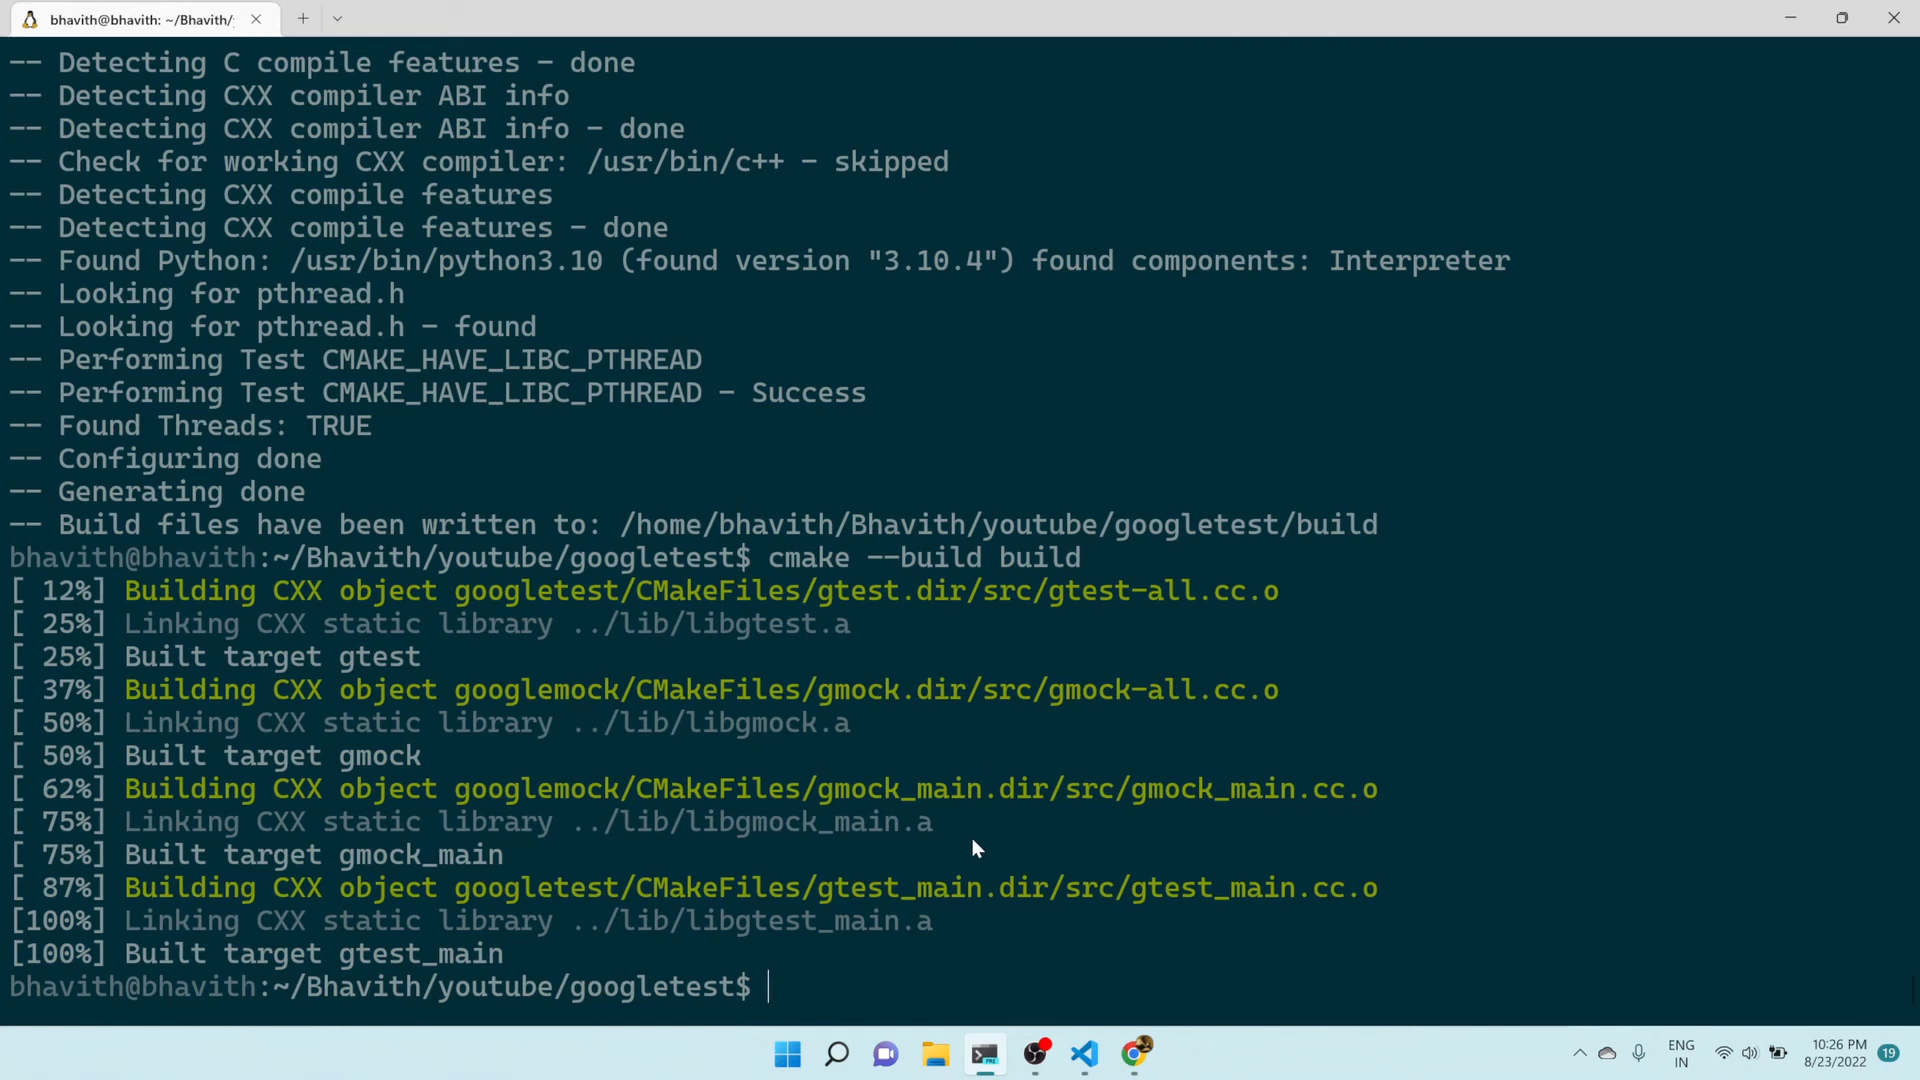 bhavith@bhavith: ~/Bhavith/
-- Detecting C compile features - done
-- Detecting CXX compiler ABI info
-- Detecting CXX compiler ABI info - done
-- Check for working CXX compiler: /usr/bin/c++ - skipped
-- Detecting CXX compile features
-- Detecting CXX compile features - done
-- Found Python: /usr/bin/python3.10 (found version "3.10.4") found components: Interpreter
-- Looking for pthread.h
-- Looking for pthread.h - found
-- Performing Test CMAKE_HAVE_LIBC_PTHREAD
-- Performing Test CMAKE_HAVE_LIBC_PTHREAD - Success
-- Found Threads: TRUE
-- Configuring done
-- Generating done
-- Build files have been written to: /home/bhavith/Bhavith/youtube/googletest/build
bhavith@bhavith:~/Bhavith/youtube/googletest$ cmake --build build
[ 12%] Building CXX object googletest/CMakeFiles/gtest.dir/src/gtest-all.cc.o
[ 25%] Linking CXX static library ../lib/libgtest.a
[ 25%] Built target gtest
[ 37%] Building CXX object googlemock/CMakeFiles/gmock.dir/src/gmock-all.cc.o
[ 50%] Linking CXX static library ../lib/libgmock.a
[ 50%] Built target gmock
[ 62%] Building CXX object googlemock/CMakeFiles/gmock_main.dir/src/gmock_main.cc.o
[ 75%] Linking CXX static library ../lib/libgmock_main.a
[ 75%] Built target gmock_main
[ 87%] Building CXX object googletest/CMakeFiles/gtest_main.dir/src/gtest_main.cc.o
[100%] Linking CXX static library ../lib/libgtest_main.a
[100%] Built target gtest_main
bhavith@bhavith:~/Bhavith/youtube/googletest$
PRE
ENG
IN
10:26 PM
8/23/2022
19